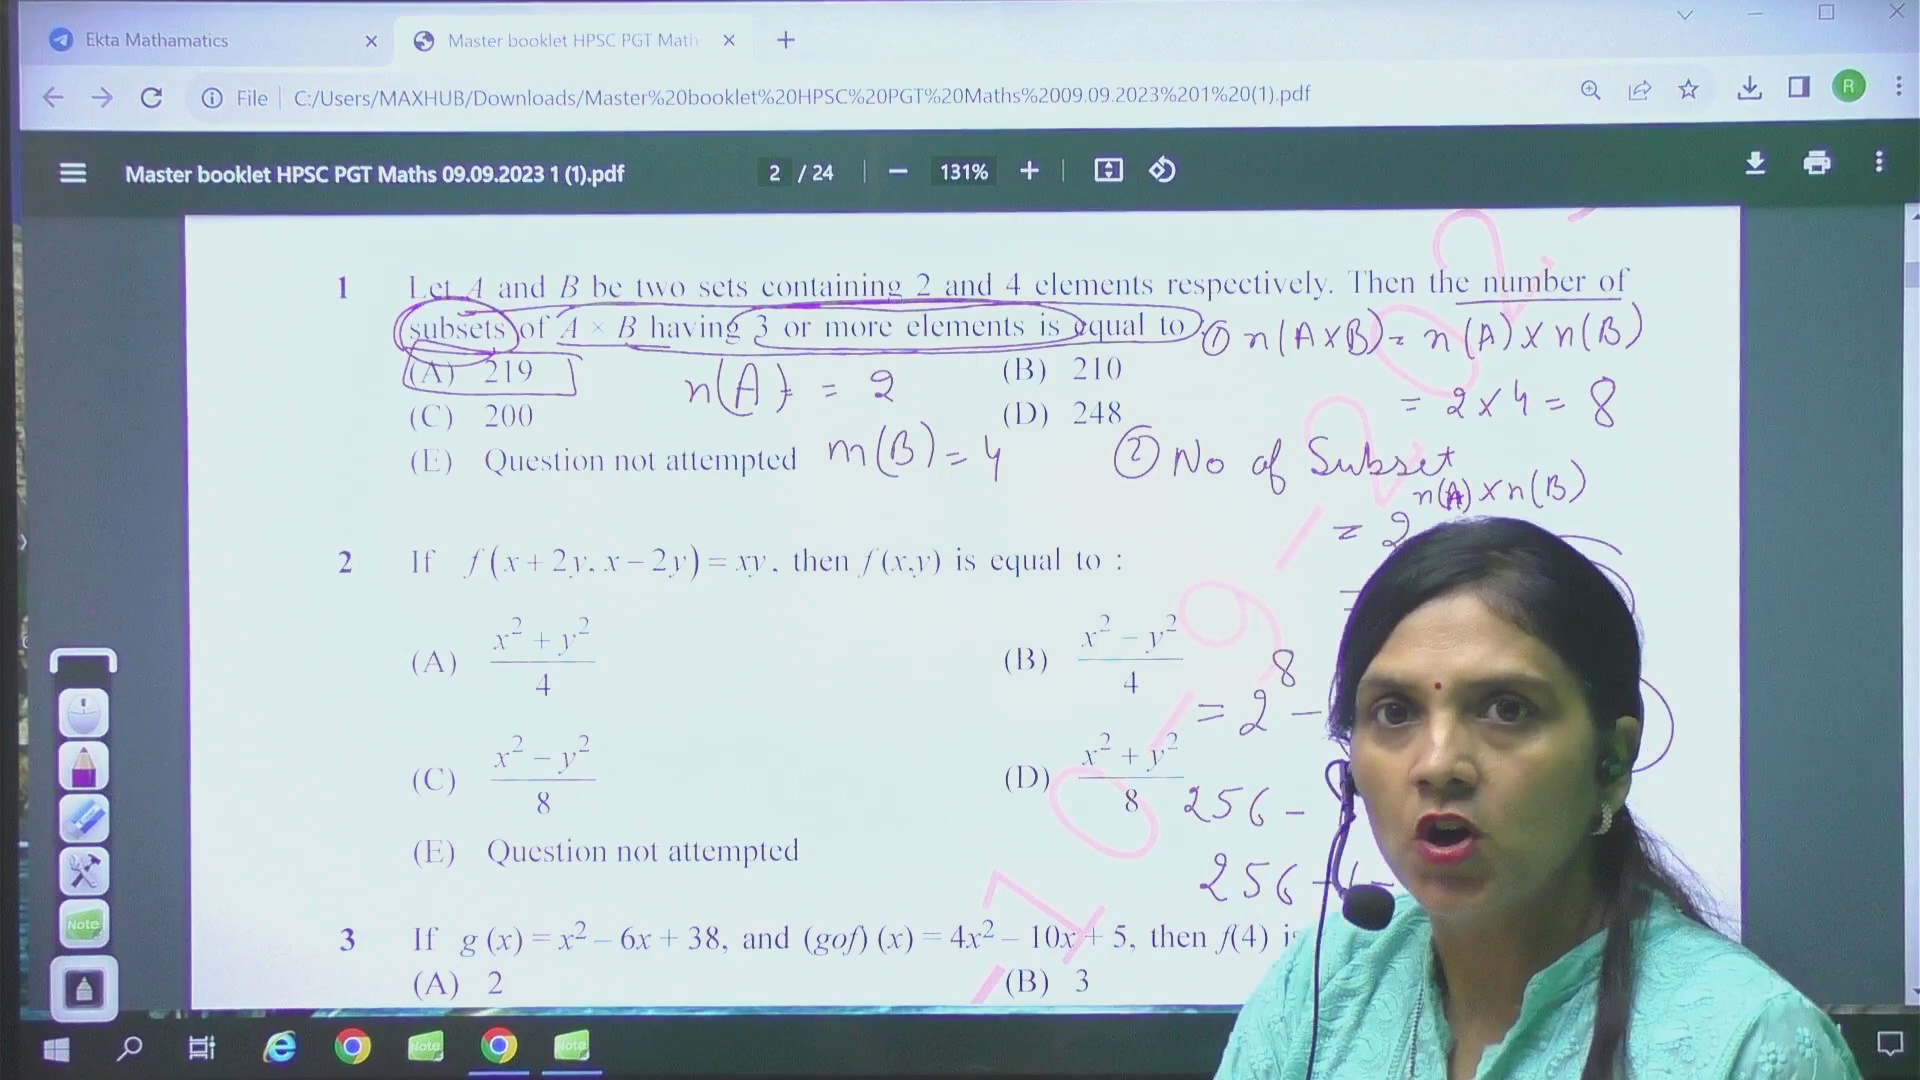 Ekta Mathamatics
Master booklet HPSC PGT Math
File C:/Users/MAXHUB/Downloads/Master%20booklet%20HPSC%20PGT%20Maths%2009.09.2023%201%20(1).pdf
R
Master booklet HPSC PGT Maths 09.09.2023 1 (1).pdf 2 / 24 − 131% +
1 Let A and B be two sets containing 2 and 4 elements respectively. Then the number of
subsets of A × B having 3 or more elements is equal to
① n(A×B)= n(A)×n(B)
(A) 219 (B) 210
n(A) = 2
= 2×4 = 8
(C) 200 (D) 248
(E) Question not attempted
n(B)=4
② No of Subset
= 2^n(A)×n(B)
2 If f(x+2y, x−2y)=xy, then f(x,y) is equal to :
(A) x²+y²/4 (B) x²−y²/4
= 2⁸ −
(C) x²−y²/8 (D) x²+y²/8
256 −
(E) Question not attempted
256
3 If g(x)=x²−6x+38, and (gof)(x)=4x²−10x+5, then f(4) is
(A) 2 (B) 3
Note
Note
Note